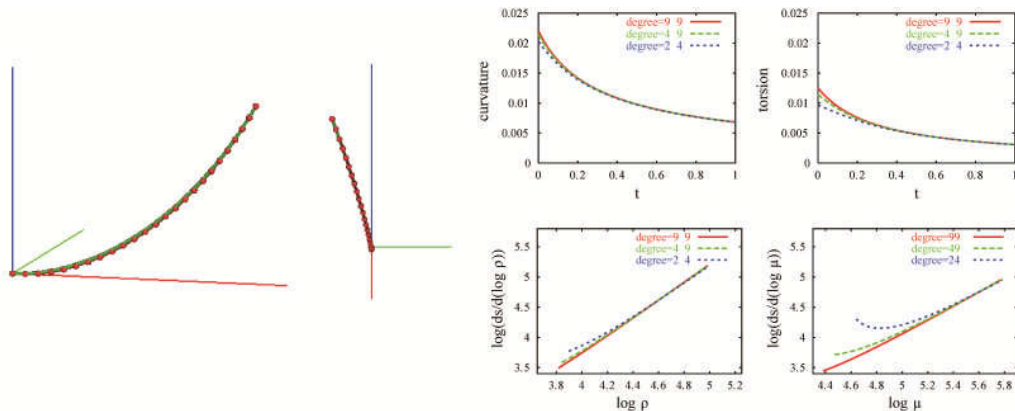 0.025
0.02
0.015
0.01
0.005
0
curvature
degree=9 9
degree=4 9
degree=2 4
0 0.2 0.4 0.6 0.8 1
t
0.025
0.02
0.015
0.01
0.005
0
torsion
degree=9 9
degree=4 9
degree=2 4
0 0.2 0.4 0.6 0.8 1
t
5.5
5
4.5
4
3.5
log(ds/d(log ρ))
degree=9 9
degree=4 9
degree=2 4
3.8 4 4.2 4.4 4.6 4.8 5 5.2
log ρ
5.5
5
4.5
4
3.5
log(ds/d(log μ))
degree=99
degree=49
degree=24
4.4 4.6 4.8 5 5.2 5.4 5.6 5.8
log μ